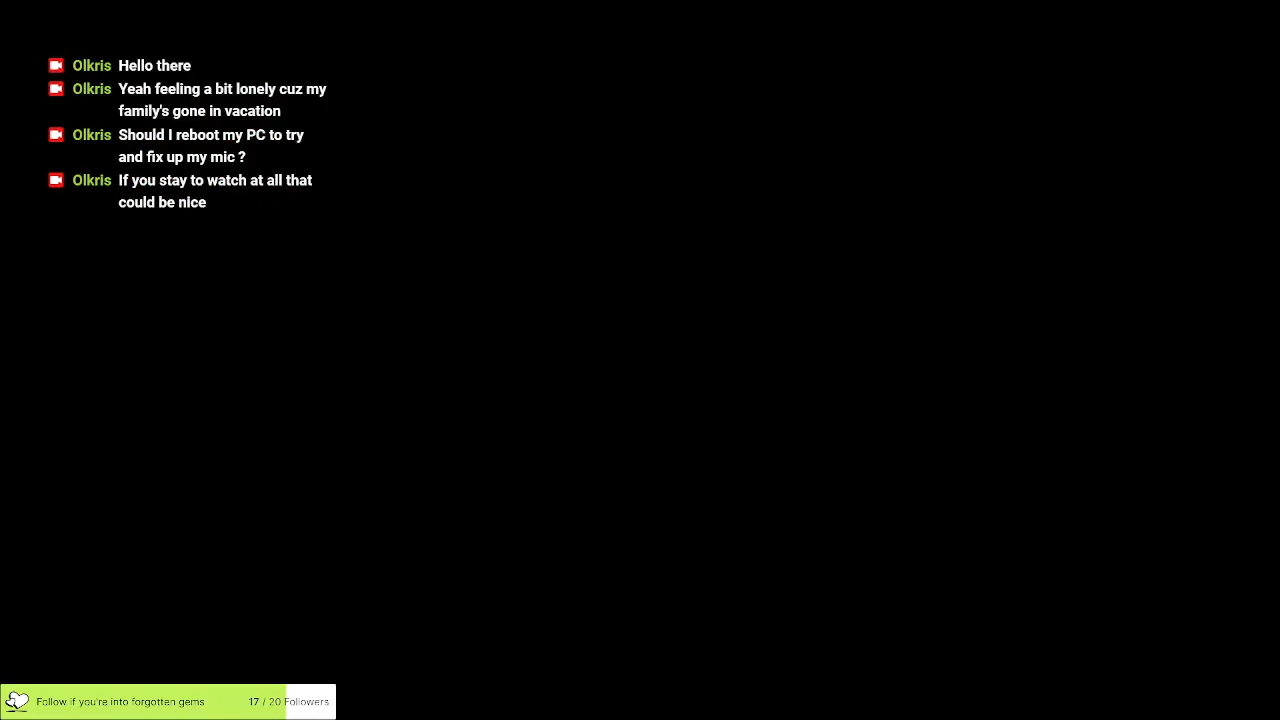 Olkris Hello there
Olkris Yeah feeling a bit lonely cuz my
family's gone in vacation
Olkris Should I reboot my PC to try
and fix up my mic ?
Olkris If you stay to watch at all that
could be nice
Follow if you're into forgotten gems 17 / 20 Followers